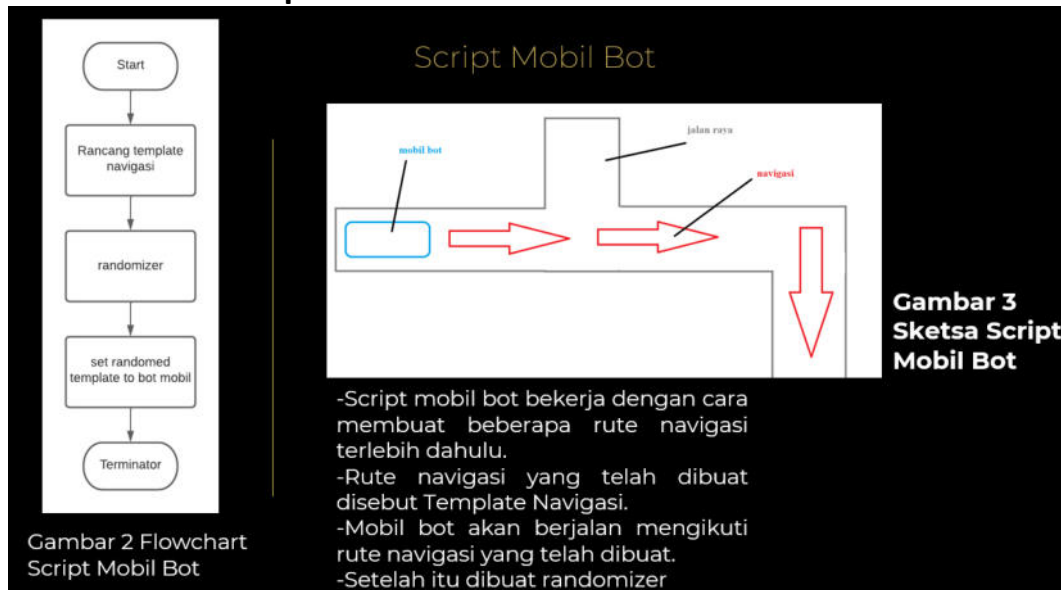 Script Mobil Bot
Start
Rancang template
navigasi
randomizer
set randomed
template to bot mobil
Terminator
Gambar 2 Flowchart
Script Mobil Bot
mobil bot
jalan raya
navigasi
Gambar 3
Sketsa Script
Mobil Bot
-Script mobil bot bekerja dengan cara
membuat beberapa rute navigasi
terlebih dahulu.
-Rute navigasi yang telah dibuat
disebut Template Navigasi.
-Mobil bot akan berjalan mengikuti
rute navigasi yang telah dibuat.
-Setelah itu dibuat randomizer